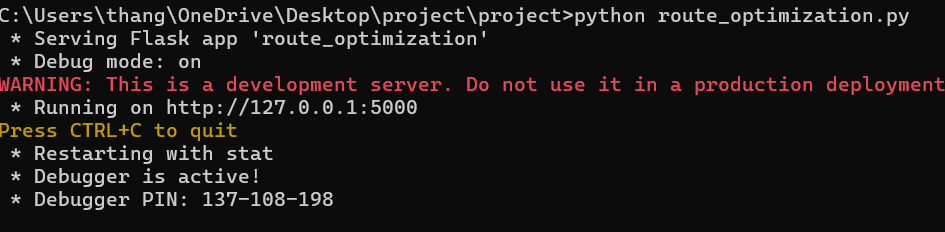 C:\Users\thang\OneDrive\Desktop\project\project>python route_optimization.py
 * Serving Flask app 'route_optimization'
 * Debug mode: on
WARNING: This is a development server. Do not use it in a production deployment
 * Running on http://127.0.0.1:5000
Press CTRL+C to quit
 * Restarting with stat
 * Debugger is active!
 * Debugger PIN: 137-108-198